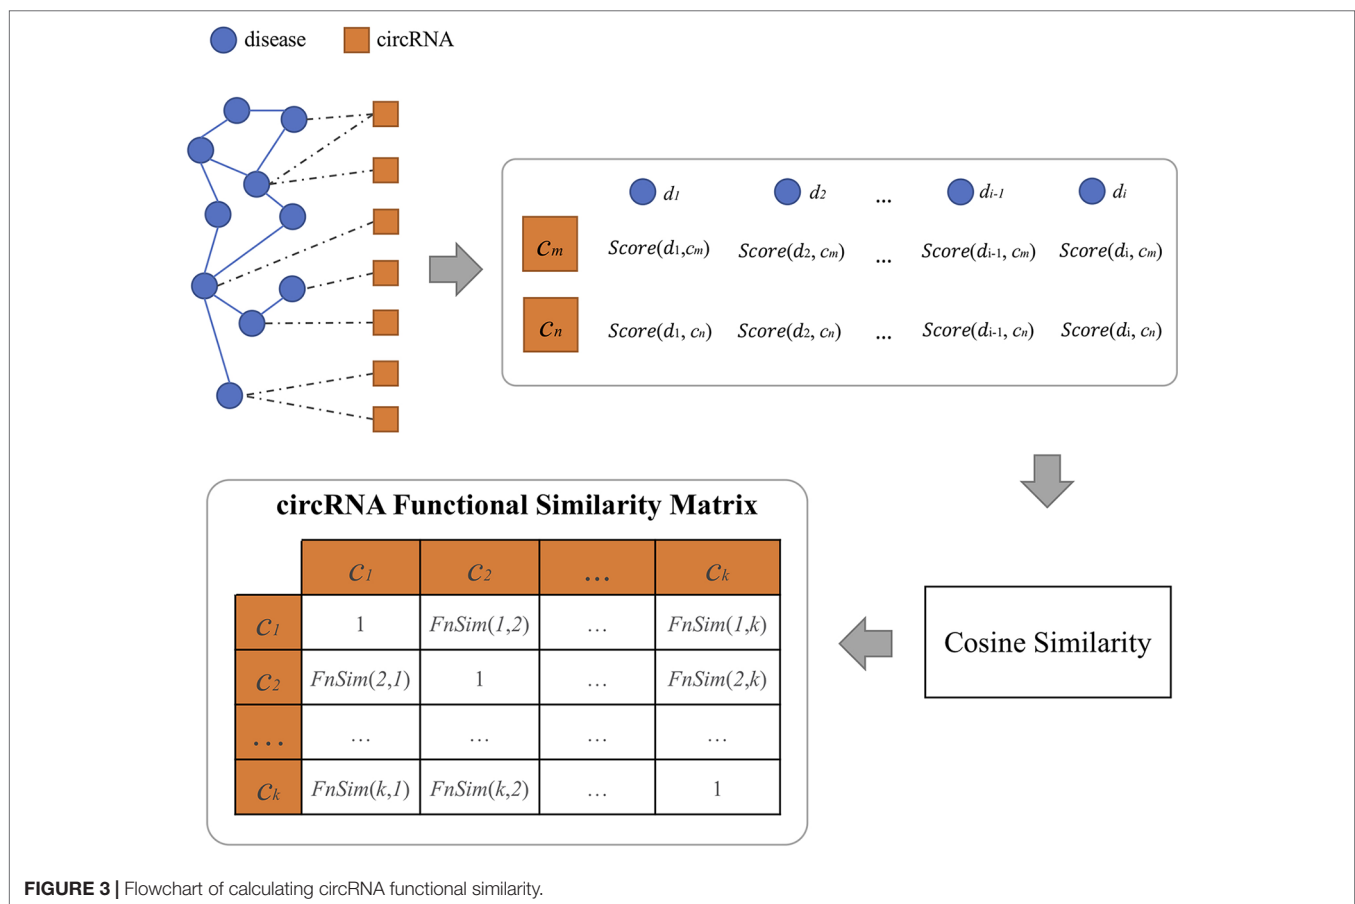 disease circRNA
d1 d2 ... di-1 di
cm Score(d1,cm) Score(d2, cm) ... Score(di-1, cm) Score(di, cm)
cn Score(d1, cn) Score(d2, cn) ... Score(di-1, cn) Score(di, cn)
circRNA Functional Similarity Matrix
c1 c2 ... ck
c1 1 FnSim(1,2) ... FnSim(1,k)
c2 FnSim(2,1) 1 ... FnSim(2,k)
... ... ... ... ...
ck FnSim(k,1) FnSim(k,2) ... 1
Cosine Similarity
FIGURE 3 | Flowchart of calculating circRNA functional similarity.